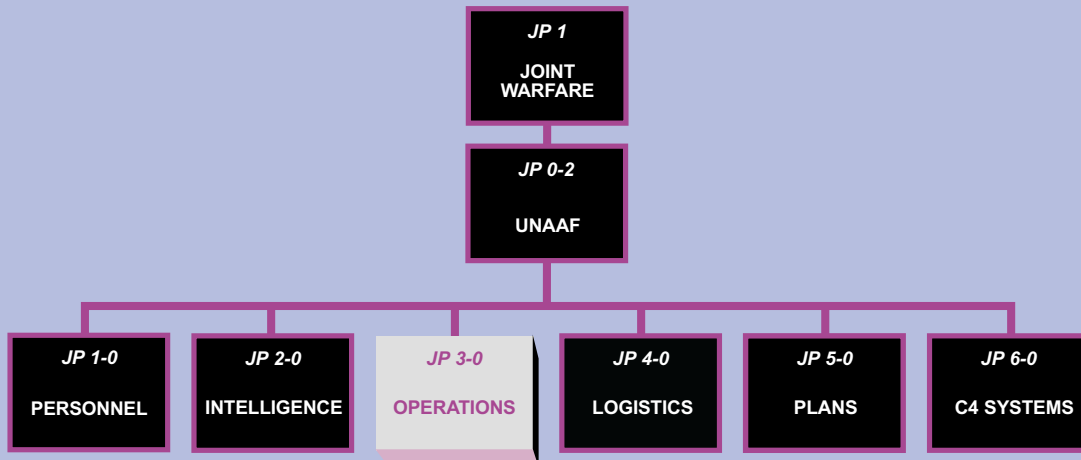 JP 1
JOINT
WARFARE
JP 0-2
UNAAF
JP 1-0
PERSONNEL
JP 2-0
INTELLIGENCE
JP 3-0
OPERATIONS
JP 4-0
LOGISTICS
JP 5-0
PLANS
JP 6-0
C4 SYSTEMS